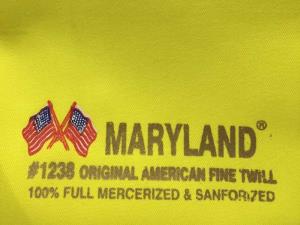 MARYLAND®
#1238 ORIGINAL AMERICAN FINE TWILL
100% FULL MERCERIZED & SANFORIZED